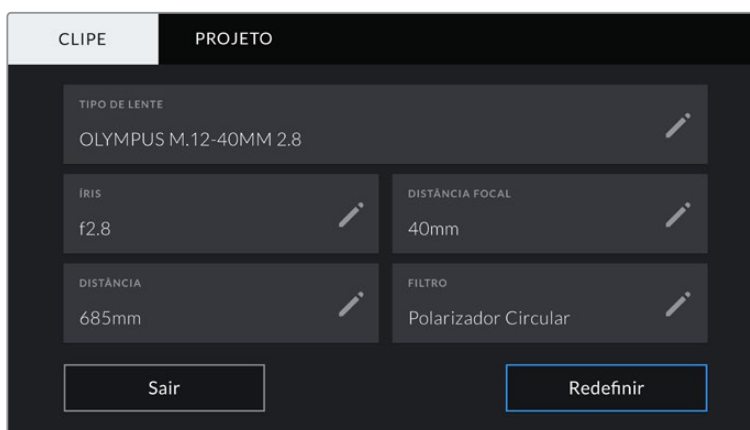 CLIPE PROJETO
TIPO DE LENTE
OLYMPUS M.12-40MM 2.8
ÍRIS
f2.8
DISTÂNCIA FOCAL
40mm
DISTÂNCIA
685mm
FILTRO
Polarizador Circular
Sair
Redefinir